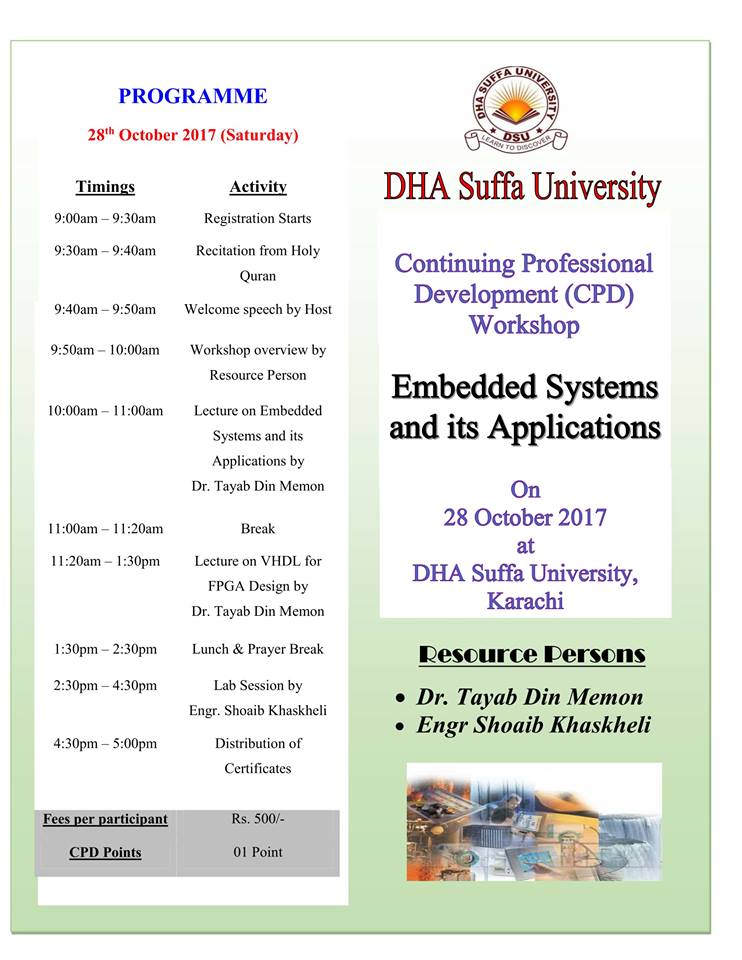 PROGRAMME
28th October 2017 (Saturday)
Timings Activity
9:00am – 9:30am Registration Starts
9:30am – 9:40am Recitation from Holy
Quran
9:40am – 9:50am Welcome speech by Host
9:50am – 10:00am Workshop overview by
Resource Person
10:00am – 11:00am Lecture on Embedded
Systems and its
Applications by
Dr. Tayab Din Memon
11:00am – 11:20am Break
11:20am – 1:30pm Lecture on VHDL for
FPGA Design by
Dr. Tayab Din Memon
1:30pm – 2:30pm Lunch & Prayer Break
2:30pm – 4:30pm Lab Session by
Engr. Shoaib Khaskheli
4:30pm – 5:00pm Distribution of
Certificates
Fees per participant Rs. 500/-
CPD Points 01 Point
DHA SUFFA UNIVERSITY
DSU
LEARN TO DISCOVER
DHA Suffa University
Continuing Professional
Development (CPD)
Workshop
Embedded Systems
and its Applications
On
28 October 2017
at
DHA Suffa University,
Karachi
Resource Persons
• Dr. Tayab Din Memon
• Engr Shoaib Khaskheli